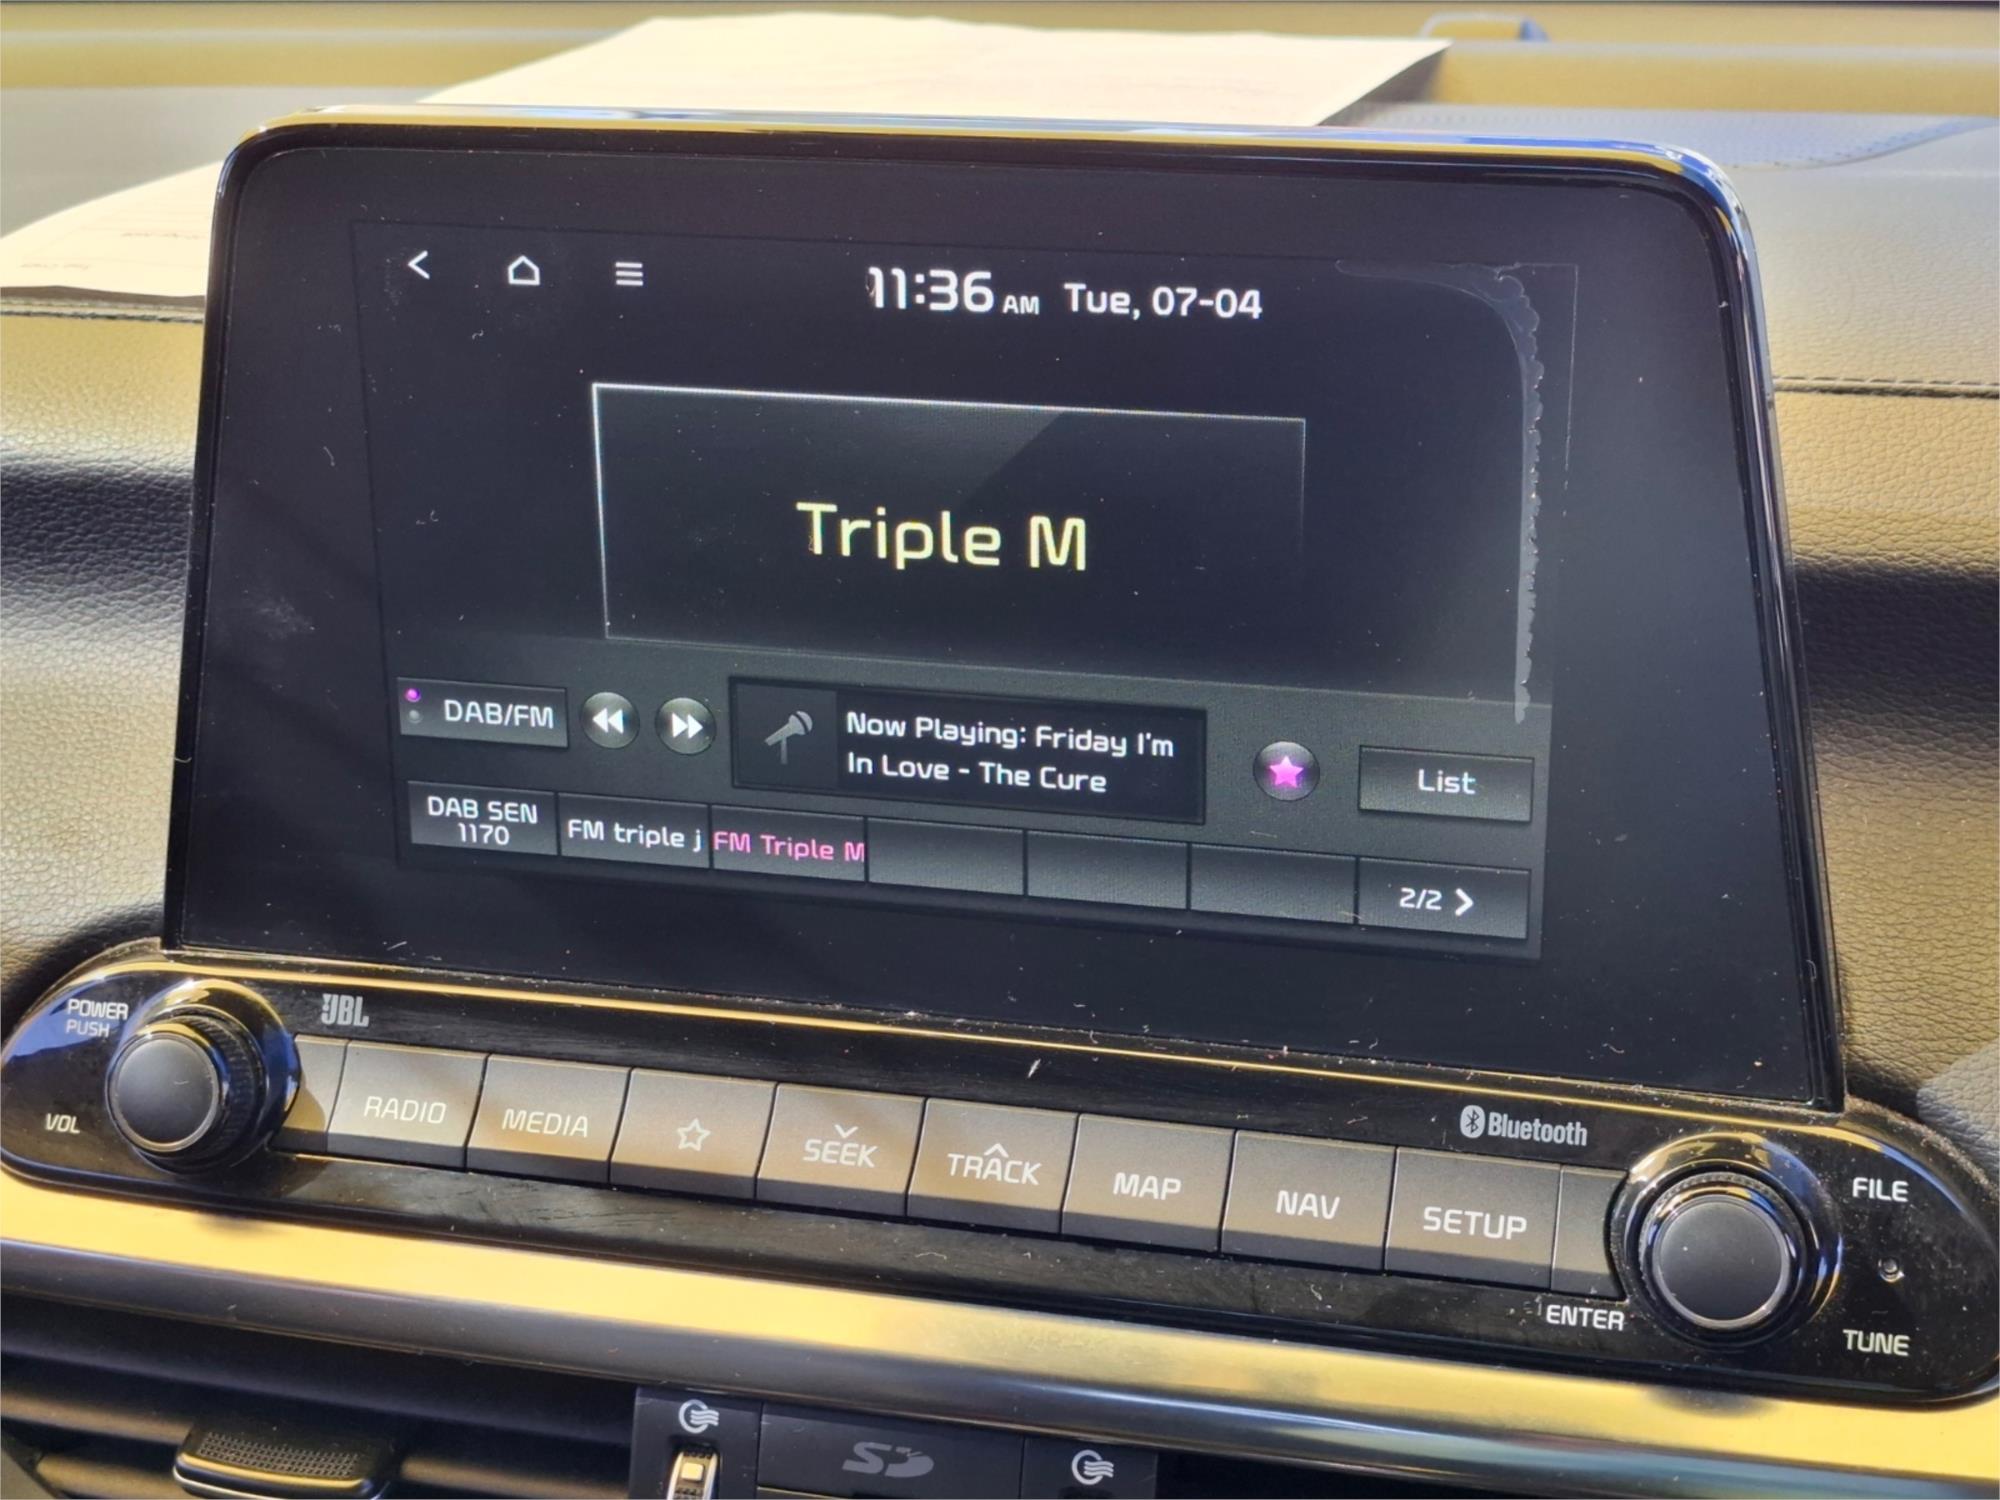 11:36 AM Tue, 07-04
Triple M
DAB/FM
Now Playing: Friday I'm
In Love - The Cure
List
DAB SEN
1170
FM triple j
FM Triple M
2/2
POWER
PUSH
VOL
JBL
RADIO
MEDIA
SEEK
TRACK
MAP
NAV
SETUP
Bluetooth
FILE
ENTER
TUNE
SD